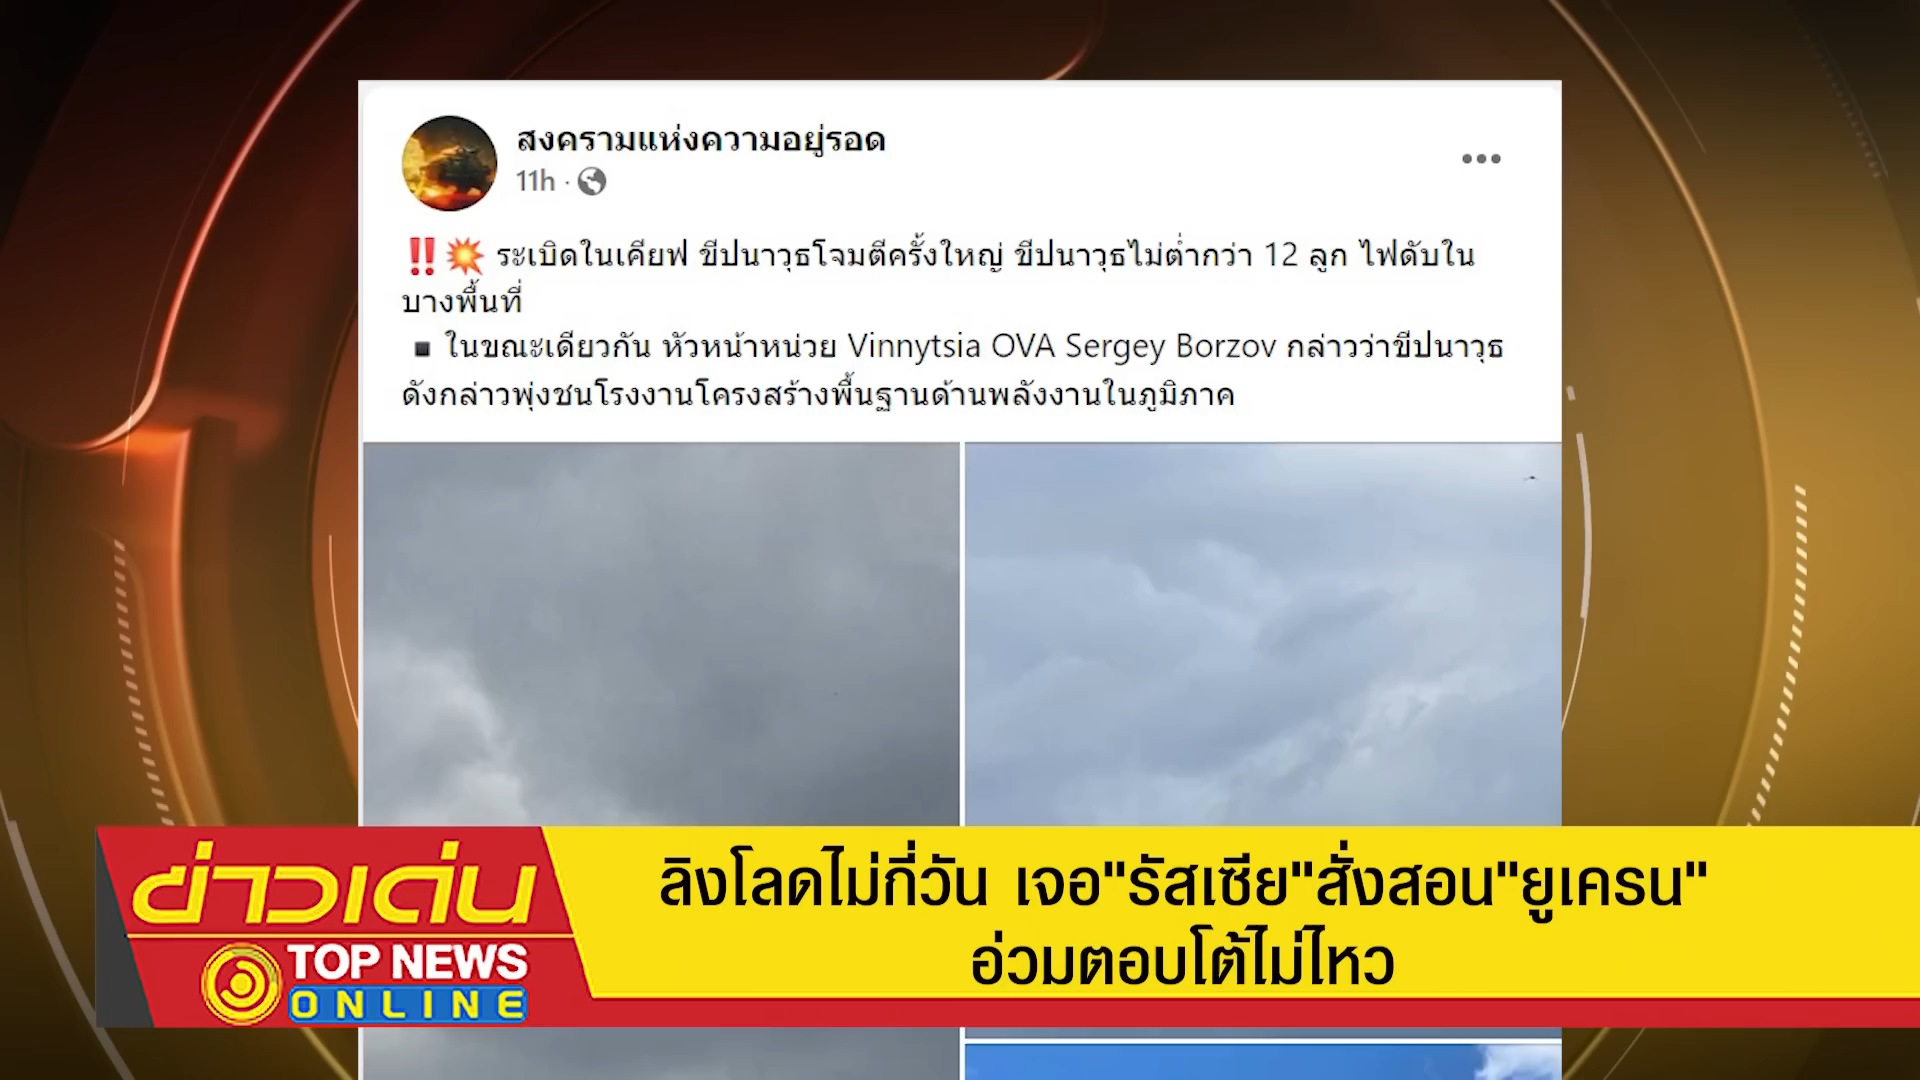 สงครามแห่งความอยู่รอด
11h ·
‼️💥 ระเบิดในเคียฟ ขีปนาวุธโจมตีครั้งใหญ่ ขีปนาวุธไม่ต่ำกว่า 12 ลูก ไฟดับใน
บางพื้นที่
▪️ ในขณะเดียวกัน หัวหน้าหน่วย Vinnytsia OVA Sergey Borzov กล่าวว่าขีปนาวุธ
ดังกล่าวพุ่งชนโรงงานโครงสร้างพื้นฐานด้านพลังงานในภูมิภาค
ข่าวเด่น
TOP NEWS
ONLINE
ลิงโลดไม่กี่วัน เจอ"รัสเซีย"สั่งสอน"ยูเครน"
อ่วมตอบโต้ไม่ไหว